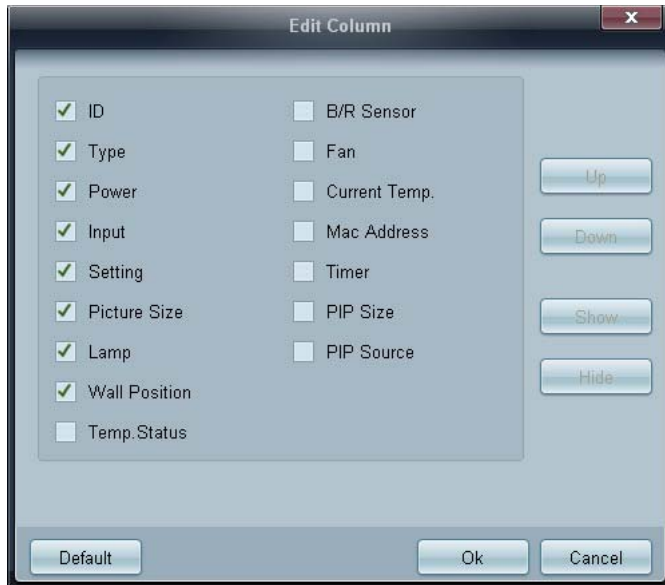 Edit Column
x
ID
Type
Power
Input
Setting
Picture Size
Lamp
Wall Position
Temp.Status
B/R Sensor
Fan
Current Temp.
Mac Address
Timer
PIP Size
PIP Source
Up
Down
Show
Hide
Default
Ok
Cancel